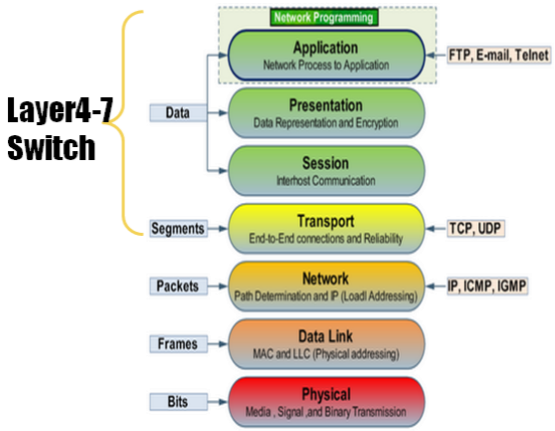 Network Programming
Application
Network Process to Application
FTP, E-mail, Telnet
Layer4-7
Switch
Data
Presentation
Data Representation and Encryption
Session
Interhost Communication
Segments
Transport
End-to-End connections and Reliability
TCP, UDP
Packets
Network
Path Determination and IP (Loadl Addressing)
IP, ICMP, IGMP
Frames
Data Link
MAC and LLC (Physical addressing)
Bits
Physical
Media , Signal ,and Binary Transmission